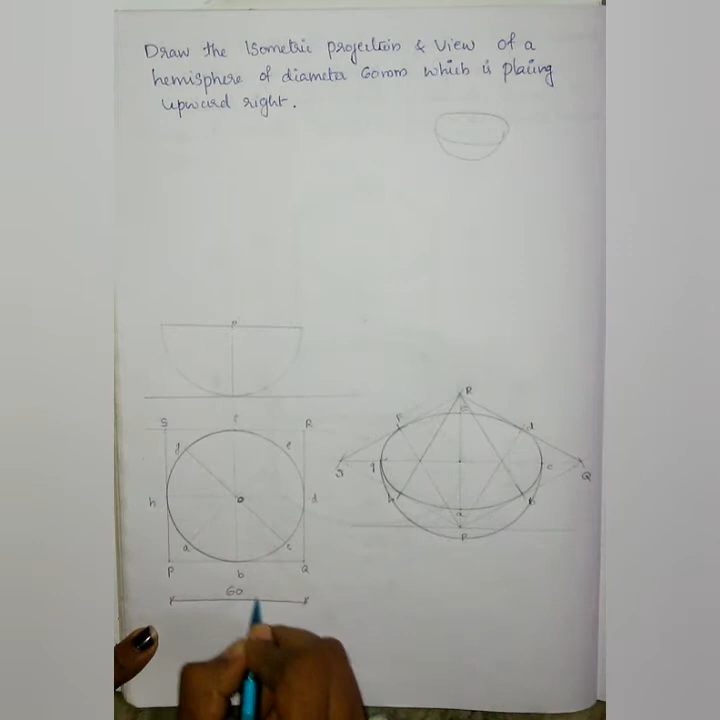 Draw the Isometric projection & View of a
hemisphere of diameter 60mm which is placing
upward right.
P
S
f
R
g
e
h
o
d
a
c
P
b
Q
60
R
e
f
d
S
g
c
Q
h
a
B
P